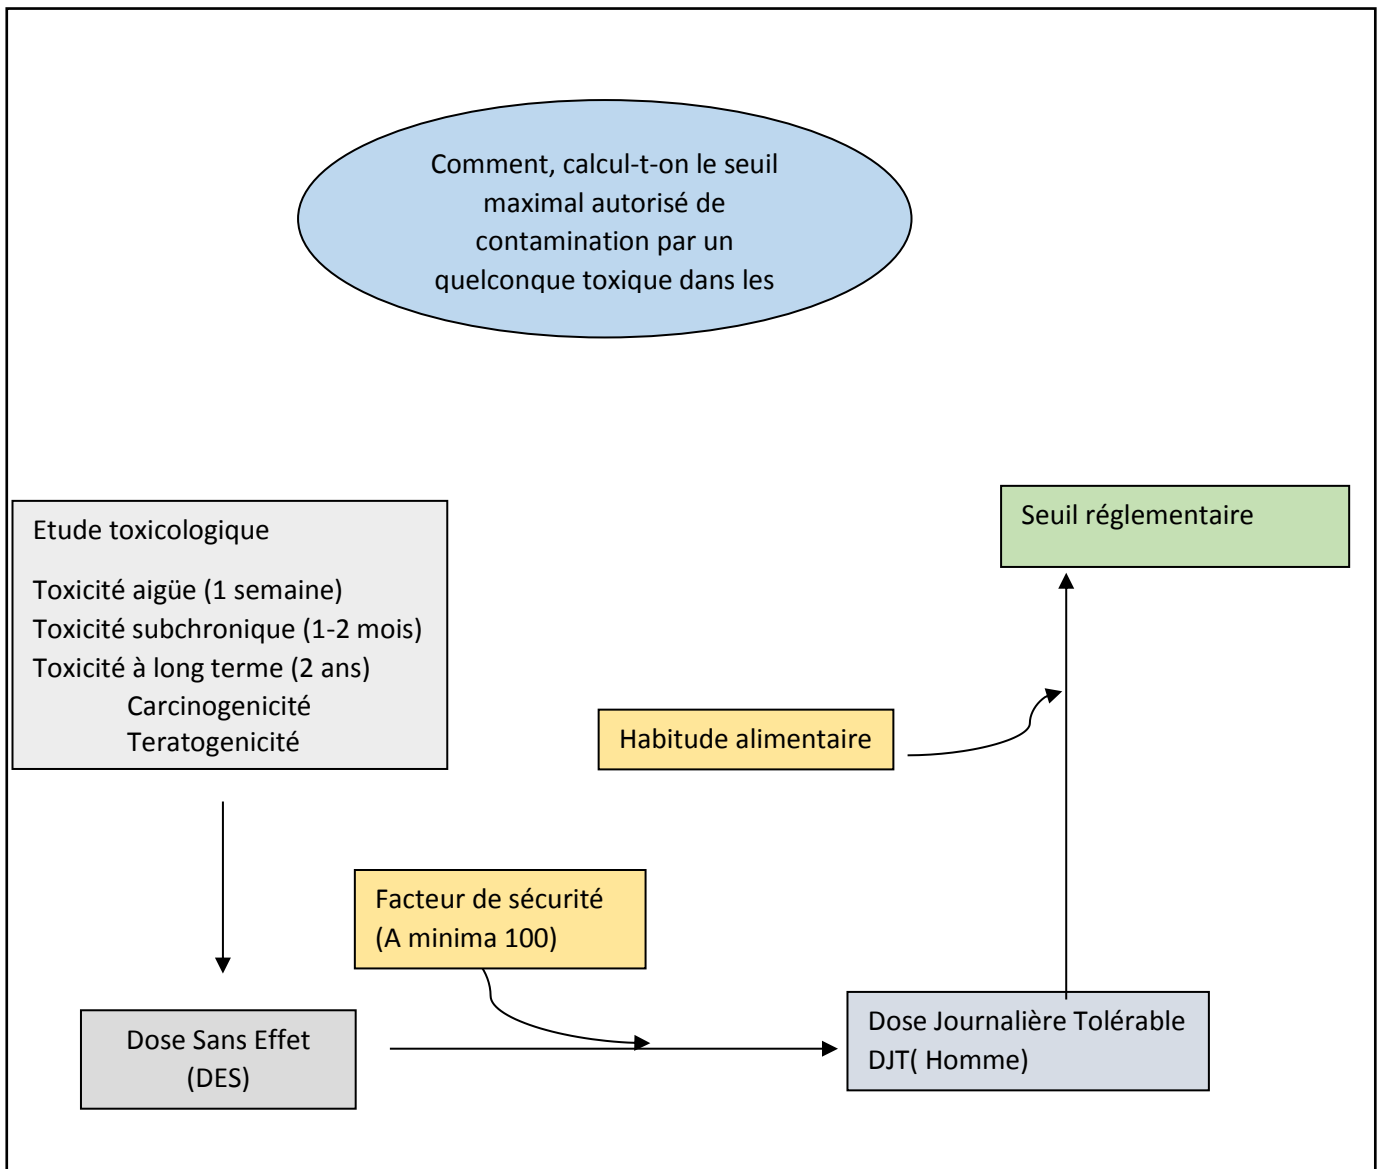 Comment, calcul-t-on le seuil
maximal autorisé de
contamination par un
quelconque toxique dans les
Etude toxicologique
Toxicité aigüe (1 semaine)
Toxicité subchronique (1-2 mois)
Toxicité à long terme (2 ans)
Carcinogenicité
Teratogenicité
Seuil réglementaire
Habitude alimentaire
Facteur de sécurité
(A minima 100)
Dose Sans Effet
(DES)
Dose Journalière Tolérable
DJT( Homme)